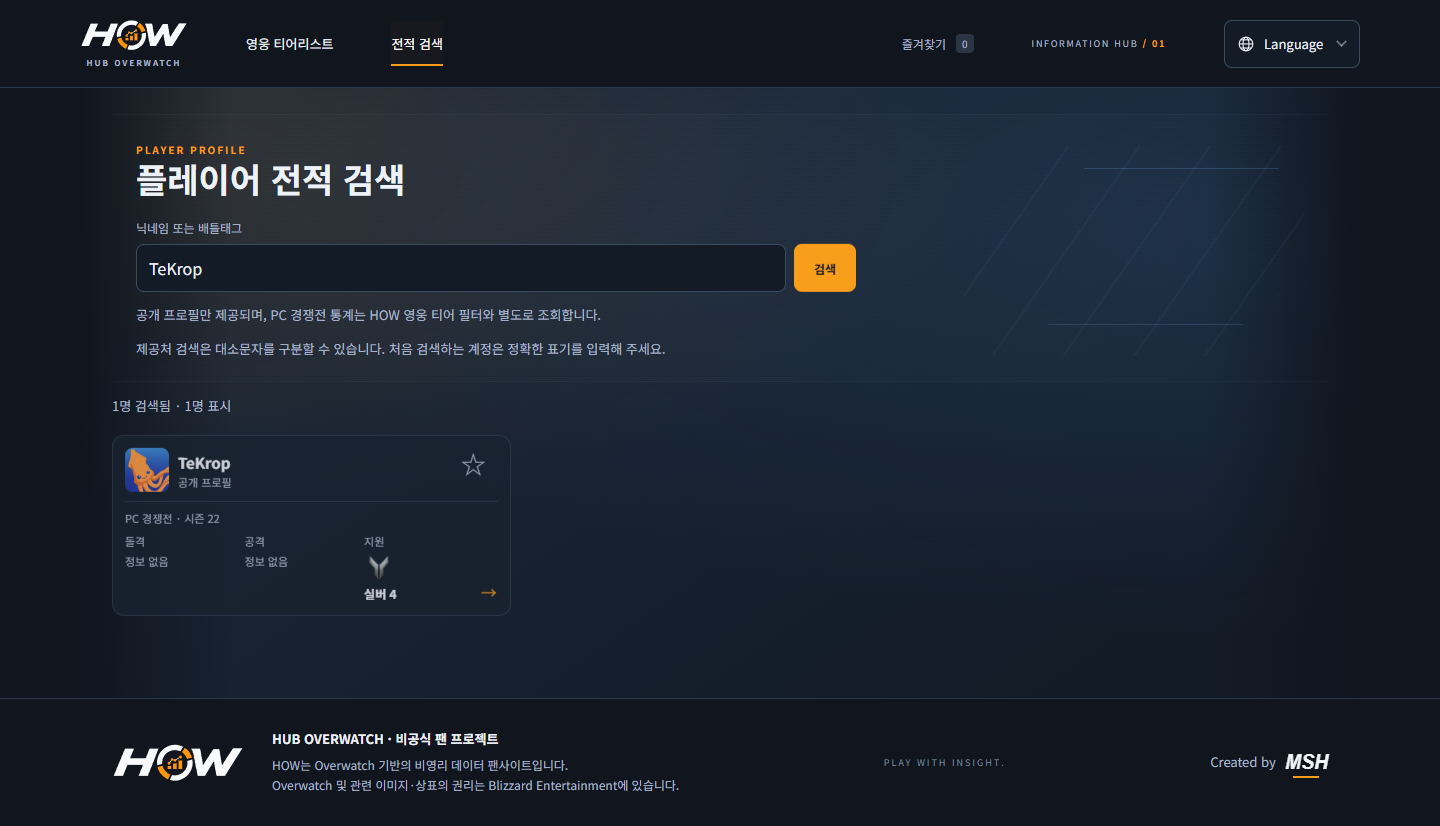 HOW
HUB OVERWATCH
영웅 티어리스트
전적 검색
즐겨찾기 0
INFORMATION HUB / 01
Language
PLAYER PROFILE
플레이어 전적 검색
닉네임 또는 배틀태그
TeKrop
검색
공개 프로필만 제공되며, PC 경쟁전 통계는 HOW 영웅 티어 필터와 별도로 조회합니다.
제공처 검색은 대소문자를 구분할 수 있습니다. 처음 검색하는 계정은 정확한 표기를 입력해 주세요.
1명 검색됨 · 1명 표시
TeKrop
공개 프로필
PC 경쟁전 · 시즌 22
돌격 공격 지원
정보 없음 정보 없음
실버 4 →
HOW
HUB OVERWATCH · 비공식 팬 프로젝트
HOW는 Overwatch 기반의 비영리 데이터 팬사이트입니다.
Overwatch 및 관련 이미지·상표의 권리는 Blizzard Entertainment에 있습니다.
PLAY WITH INSIGHT.
Created by MSH